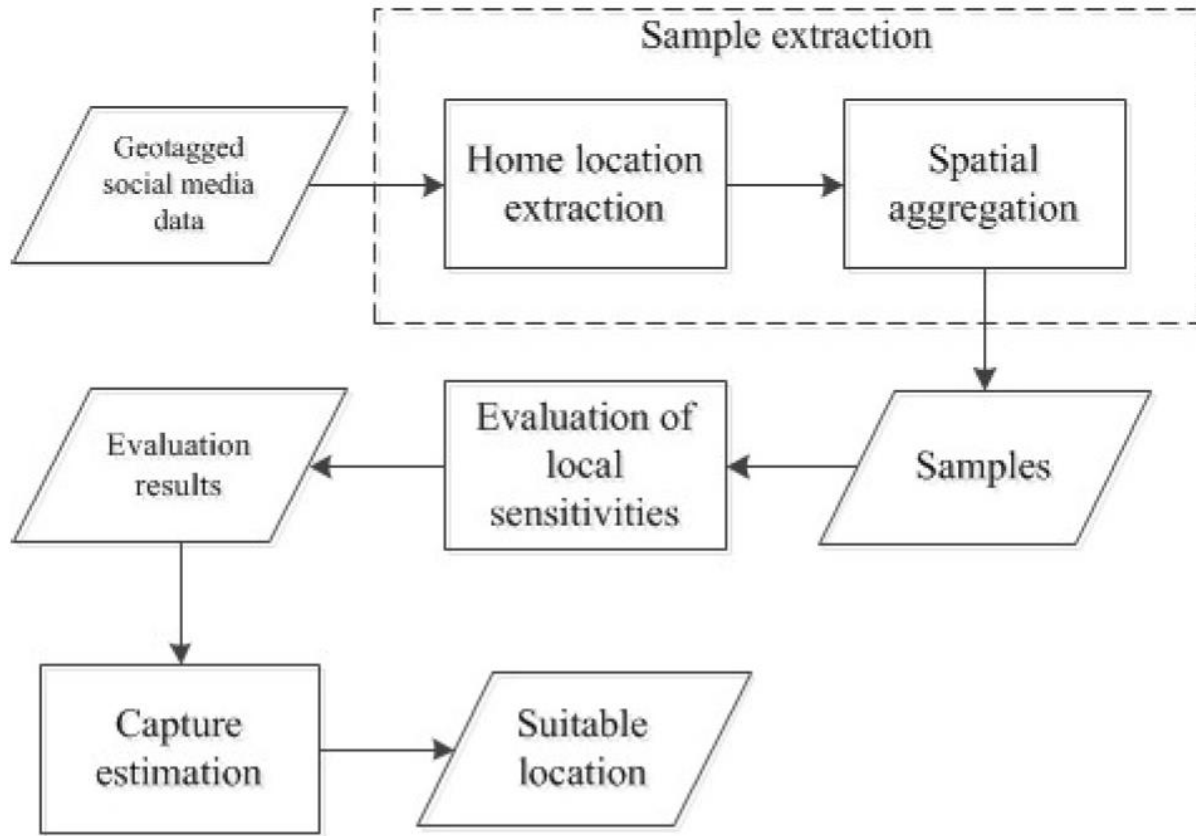 Sample extraction
Geotagged
social media
data
Home location
extraction
Spatial
aggregation
Evaluation
results
Evaluation of
local
sensitivities
Samples
Capture
estimation
Suitable
location